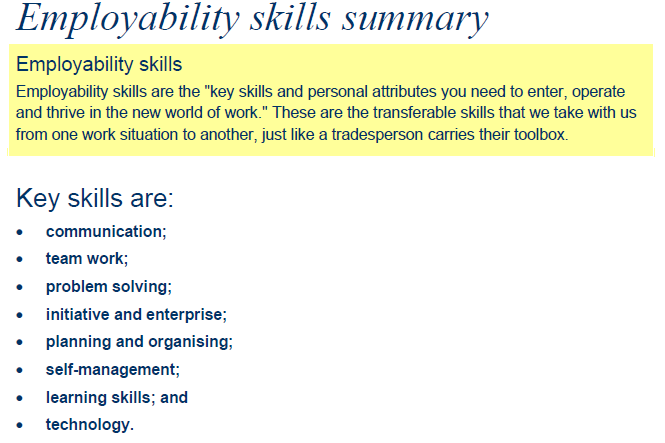 Employability skills summary
Employability skills
Employability skills are the "key skills and personal attributes you need to enter, operate
and thrive in the new world of work." These are the transferable skills that we take with us
from one work situation to another, just like a tradesperson carries their toolbox.
Key skills are:
• communication;
• team work;
• problem solving;
• initiative and enterprise;
• planning and organising;
• self-management;
• learning skills; and
• technology.